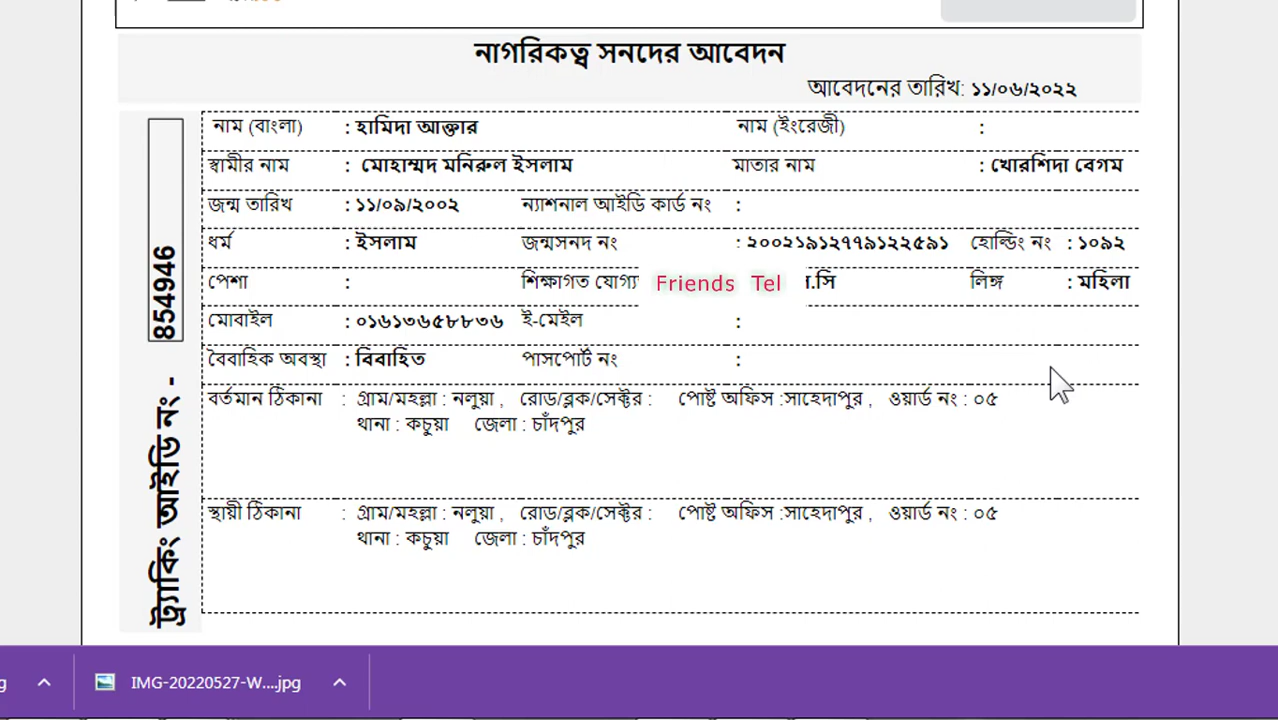 নাগরিকত্ব সনদের আবেদন
আবেদনের তারিখ: ১১/০৬/২০২২
নাম (বাংলা) : হামিদা আক্তার নাম (ইংরেজী) :
স্বামীর নাম : মোহাম্মদ মনিরুল ইসলাম মাতার নাম : খোরশিদা বেগম
জন্ম তারিখ : ১১/০৯/২০০২ ন্যাশনাল আইডি কার্ড নং :
ধর্ম : ইসলাম জন্মসনদ নং : ২০০২১৯১২৭৭৯১২২৫৯১ হোল্ডিং নং : ১০৯২
পেশা : শিক্ষাগত Friends Tel .সি লিঙ্গ : মহিলা
মোবাইল : ০১৬১৩৬৫৮৮৩৬ ই-মেইল :
বৈবাহিক অবস্থা : বিবাহিত পাসপোর্ট নং :
বর্তমান ঠিকানা : গ্রাম/মহল্লা : নলুয়া , রোড/ব্লক/সেক্টর : পোষ্ট অফিস :সাহেদাপুর , ওয়ার্ড নং : ০৫
থানা : কচুয়া জেলা : চাঁদপুর
স্থায়ী ঠিকানা : গ্রাম/মহল্লা : নলুয়া , রোড/ব্লক/সেক্টর : পোষ্ট অফিস :সাহেদাপুর , ওয়ার্ড নং : ০৫
থানা : কচুয়া জেলা : চাঁদপুর
ট্র্যাকিং আইডি নং - 854946
IMG-20220527-W....jpg